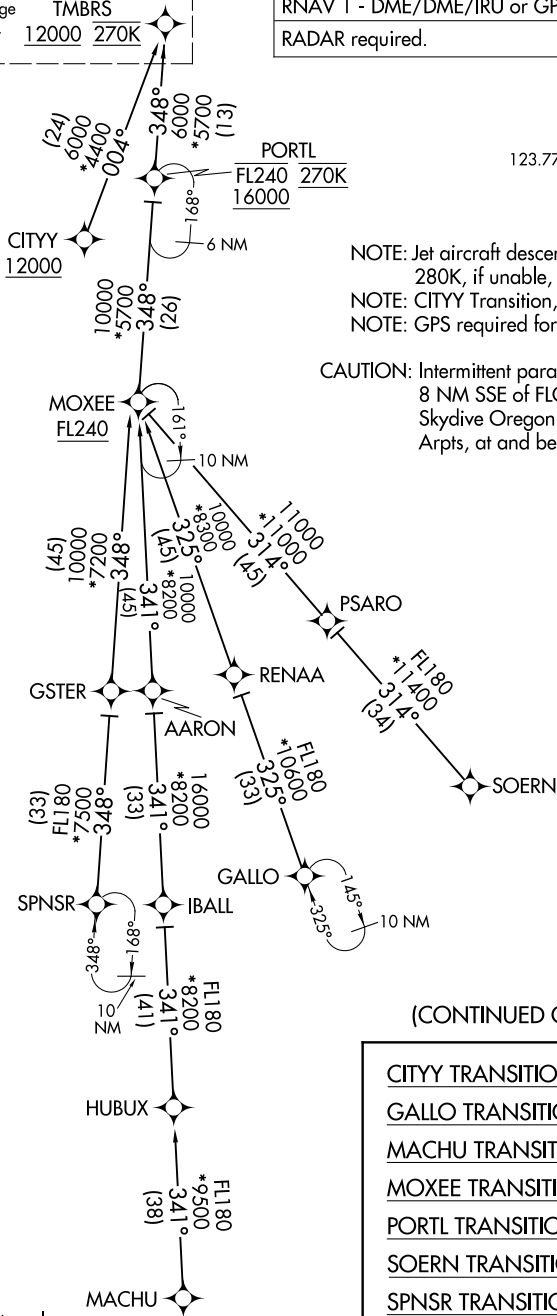 ge
TMBRS
12000 270K
RNAV 1 - DME/DME/IRU or GP
RADAR required.
(24)
6000
*4400
004°
348°
6000
*5700
(13)
PORTL
FL240 270K
16000
123.77
168°
6 NM
CITYY
12000
NOTE: Jet aircraft descen
280K, if unable,
NOTE: CITYY Transition,
NOTE: GPS required for
10000
*5700
348°
(26)
CAUTION: Intermittent para
8 NM SSE of FLO
Skydive Oregon
Arpts, at and be
MOXEE
FL240
161°
10 NM
(45)
10000
*7200
348°
10000
*8200
341°
(45)
10000
*8300
325°
(45)
11000
*11000
314°
(45)
PSARO
GSTER
AARON
RENAA
FL180
*11400
314°
(34)
SOERN
(33)
FL180
*7500
348°
16000
*8200
341°
(33)
FL180
*10600
325°
(33)
GALLO
145°
325°
10 NM
SPNSR
IBALL
348°
168°
10
NM
FL180
*8200
341°
(41)
(CONTINUED O
HUBUX
CITYY TRANSITIO
GALLO TRANSITIO
MACHU TRANSIT
MOXEE TRANSITI
PORTL TRANSITIO
SOERN TRANSITIO
SPNSR TRANSITIO
FL180
*9500
341°
(38)
MACHU